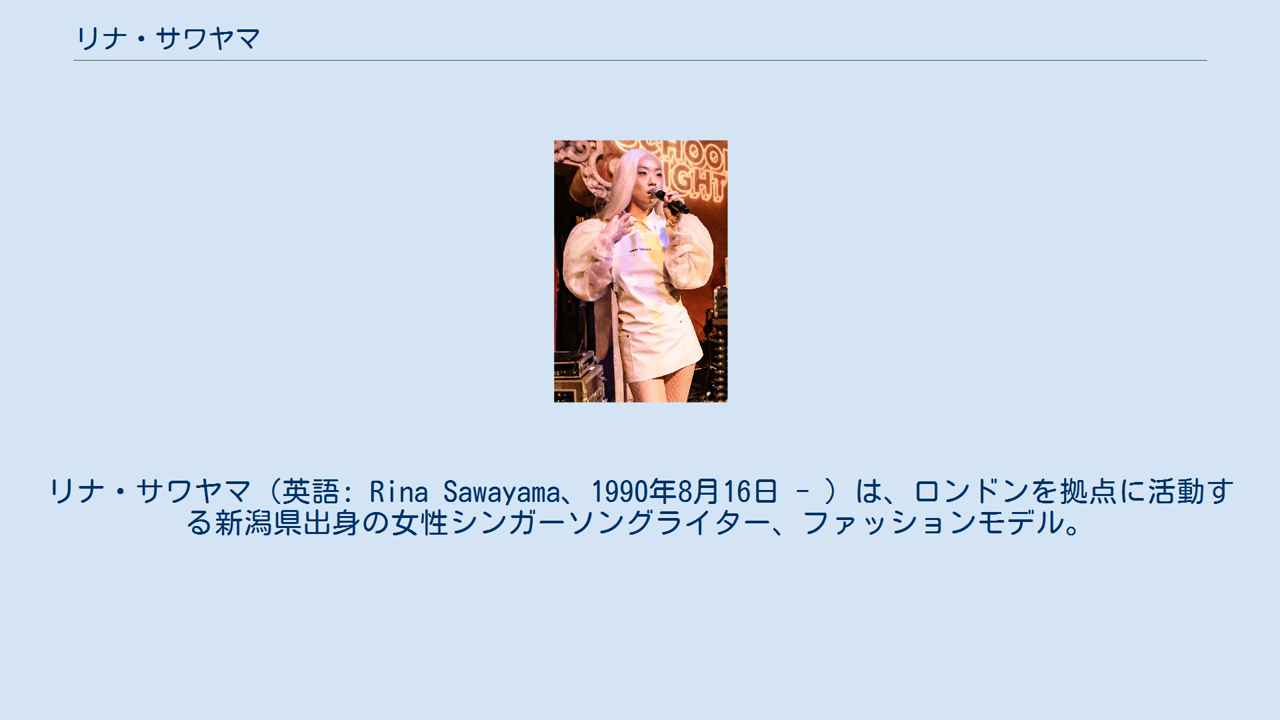 リナ・サワヤマ
SCHOOL
NIGHT
リナ・サワヤマ（英語: Rina Sawayama、1990年8月16日 - ）は、ロンドンを拠点に活動す
る新潟県出身の女性シンガーソングライター、ファッションモデル。